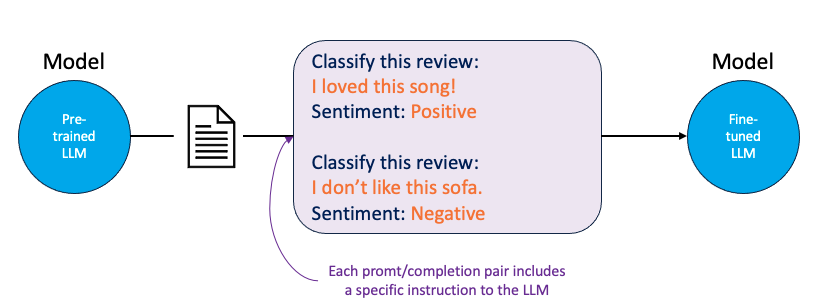 Model
Pre-
trained
LLM
Classify this review:
I loved this song!
Sentiment: Positive
Classify this review:
I don't like this sofa.
Sentiment: Negative
Model
Fine-
tuned
LLM
Each promt/completion pair includes
a specific instruction to the LLM